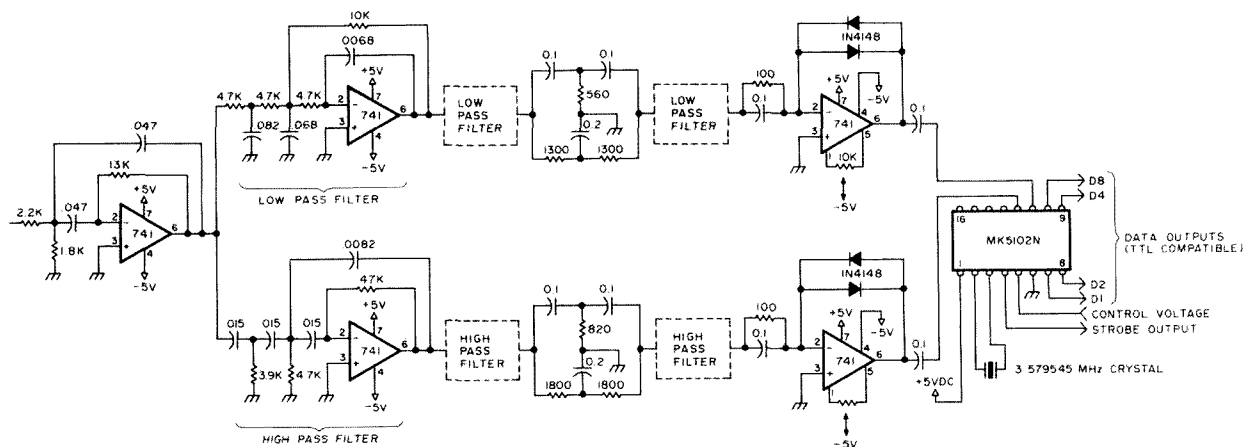 10K
.0068
+5V
4.7K 4.7K 4.7K
2 - 7
741 6
3 + 4
.082 .068
-5V
LOW PASS FILTER
LOW
PASS
FILTER
0.1 0.1
560
0.2
1300 1300
LOW
PASS
FILTER
100
0.1
1N4148
+5V
-5V
2 - 7 4
741 6
3 + 5
1
10K
-5V
0.1
.047
13K
+5V
2.2K .047
2 - 7
741 6
3 + 4
1.8K
-5V
D8
D4
16 9
MK5102N
1 8
DATA OUTPUTS
(TTL COMPATIBLE)
D2
D1
CONTROL VOLTAGE
STROBE OUTPUT
3 579545 MHz CRYSTAL
+5VDC
.0082
47K
+5V
.015 .015 .015
2 - 7
741 6
3 + 4
3.9K 4.7K
-5V
HIGH PASS FILTER
HIGH
PASS
FILTER
0.1 0.1
820
0.2
1800 1800
HIGH
PASS
FILTER
100
0.1
1N4148
+5V
-5V
2 - 7 4
741 6
3 + 5
1
-5V
0.1